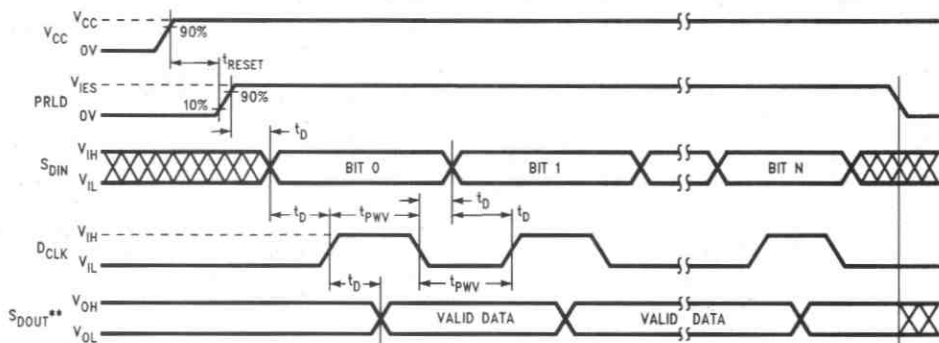 VCC
VCC
90%
0V
tRESET
PRLD
VIES
10%
90%
0V
tD
SDIN
VIH
VIL
BIT 0
BIT 1
BIT N
tD
tPWV
tD
tD
DCLK
VIH
VIL
tD
tPWV
SDOUT**
VOH
VOL
VALID DATA
VALID DATA